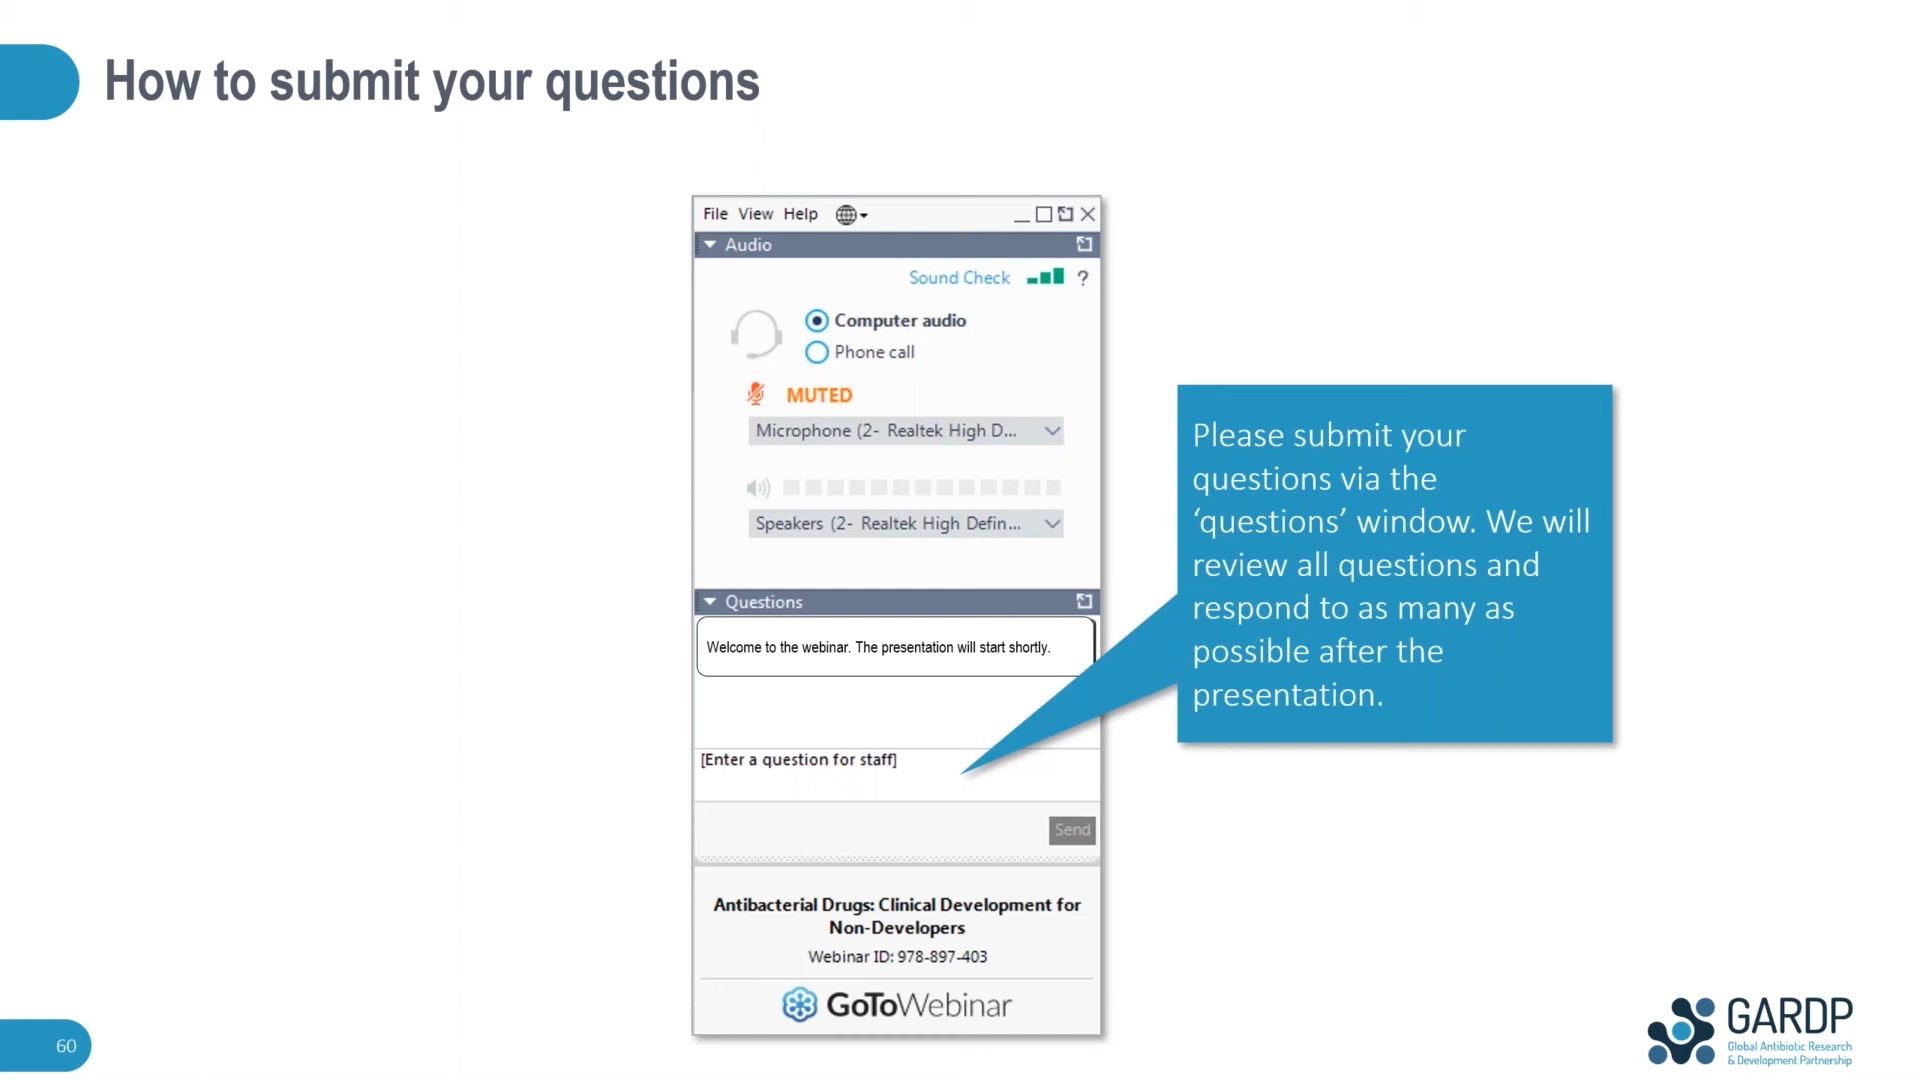 How to submit your questions
File View Help
Audio
Sound Check ?
Computer audio
Phone call
MUTED
Microphone (2- Realtek High D...
Speakers (2- Realtek High Defin...
Questions
Welcome to the webinar. The presentation will start shortly.
[Enter a question for staff]
Send
Antibacterial Drugs: Clinical Development for
Non-Developers
Webinar ID: 978-897-403
GoToWebinar
Please submit your
questions via the
‘questions’ window. We will
review all questions and
respond to as many as
possible after the
presentation.
60
GARDP
Global Antibiotic Research
& Development Partnership